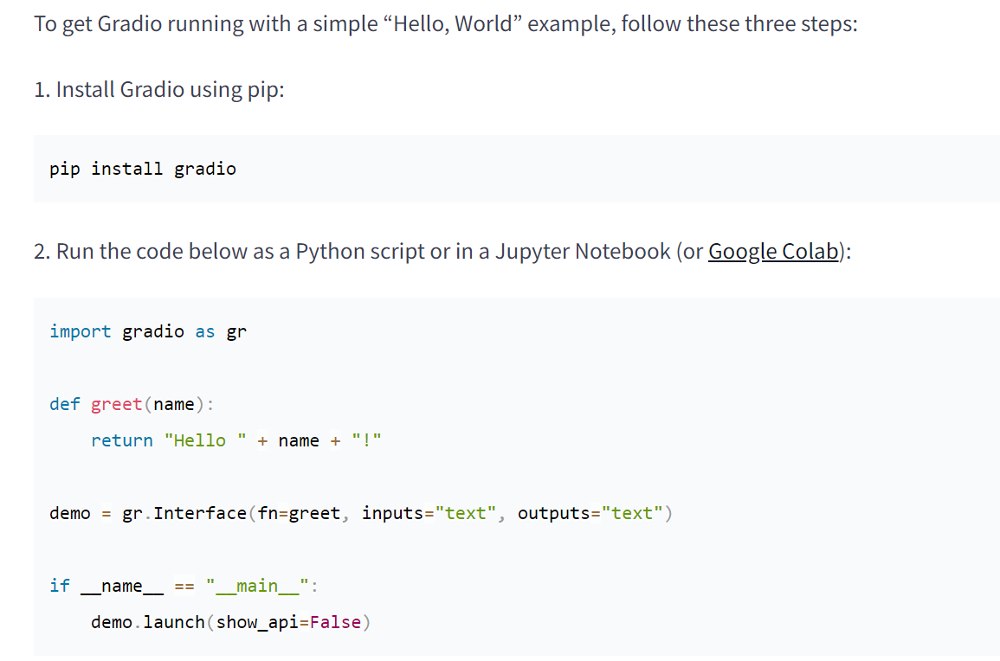 To get Gradio running with a simple “Hello, World” example, follow these three steps:
1. Install Gradio using pip:
pip install gradio
2. Run the code below as a Python script or in a Jupyter Notebook (or Google Colab):
import gradio as gr
def greet(name):
    return "Hello " + name + "!"
demo = gr.Interface(fn=greet, inputs="text", outputs="text")
if __name__ == "__main__":
    demo.launch(show_api=False)